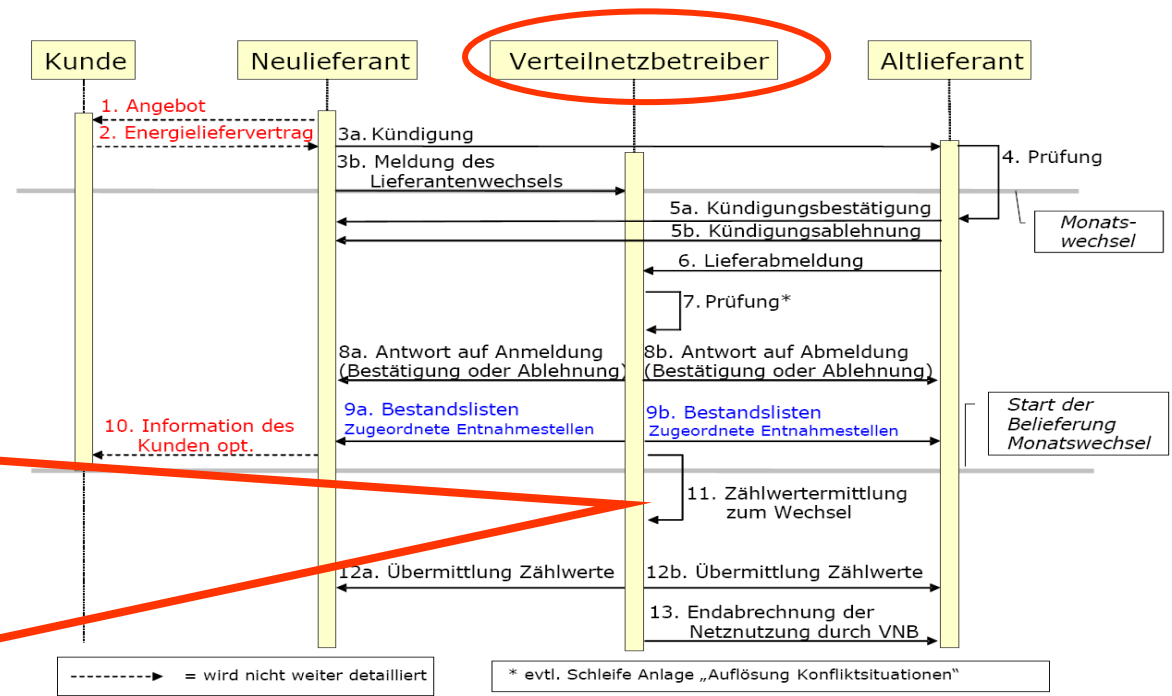 Kunde
Neulieferant
Verteilnetzbetreiber
Altlieferant
1. Angebot
2. Energieliefervertrag
3a. Kündigung
3b. Meldung des
Lieferantenwechsels
4. Prüfung
5a. Kündigungsbestätigung
5b. Kündigungsablehnung
Monats-
wechsel
6. Lieferabmeldung
7. Prüfung*
8a. Antwort auf Anmeldung
(Bestätigung oder Ablehnung)
8b. Antwort auf Abmeldung
(Bestätigung oder Ablehnung)
9a. Bestandslisten
Zugeordnete Entnahmestellen
9b. Bestandslisten
Zugeordnete Entnahmestellen
10. Information des
Kunden opt.
Start der
Belieferung
Monatswechsel
11. Zählwertermittlung
zum Wechsel
12a. Übermittlung Zählwerte
12b. Übermittlung Zählwerte
13. Endabrechnung der
Netznutzung durch VNB
= wird nicht weiter detailliert
* evtl. Schleife Anlage „Auflösung Konfliktsituationen“